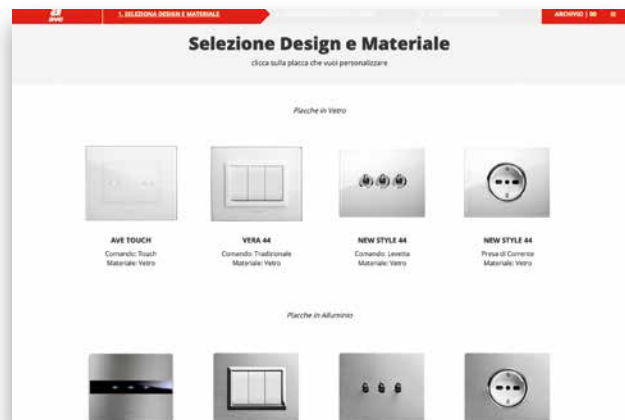 ave
1. SELEZIONA DESIGN E MATERIALE
ARCHIVIO | 00
Selezione Design e Materiale
clicca sulla placca che vuoi personalizzare
Placche in Vetro
AVE TOUCH
Comando: Touch
Materiale: Vetro
VERA 44
Comando: Tradizionale
Materiale: Vetro
NEW STYLE 44
Comando: Levetta
Materiale: Vetro
NEW STYLE 44
Presa di Corrente
Materiale: Vetro
Placche in Alluminio